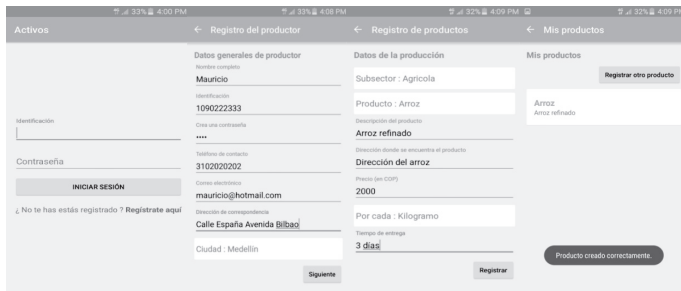 33% 4:00 PM
Activos
Identificación
Contraseña
INICIAR SESIÓN
¿ No te has estás registrado ? Regístrate aquí
33% 4:08 PM
← Registro del productor
Datos generales de productor
Nombre completo
Mauricio
Identificación
1090222333
Crea una contraseña
••••
Teléfono de contacto
3102020202
Correo electrónico
mauricio@hotmail.com
Dirección de correspondencia
Calle España Avenida Bilbao
Ciudad : Medellín
Siguiente
32% 4:09 PM
← Registro de productos
Datos de la producción
Subsector : Agricola
Producto : Arroz
Descripción del producto
Arroz refinado
Dirección donde se encuentra el producto
Dirección del arroz
Precio (en COP)
2000
Por cada : Kilogramo
Tiempo de entrega
3 días
Registrar
32% 4:09 PM
← Mis productos
Mis productos
Registrar otro producto
Arroz
Arroz refinado
Producto creado correctamente.